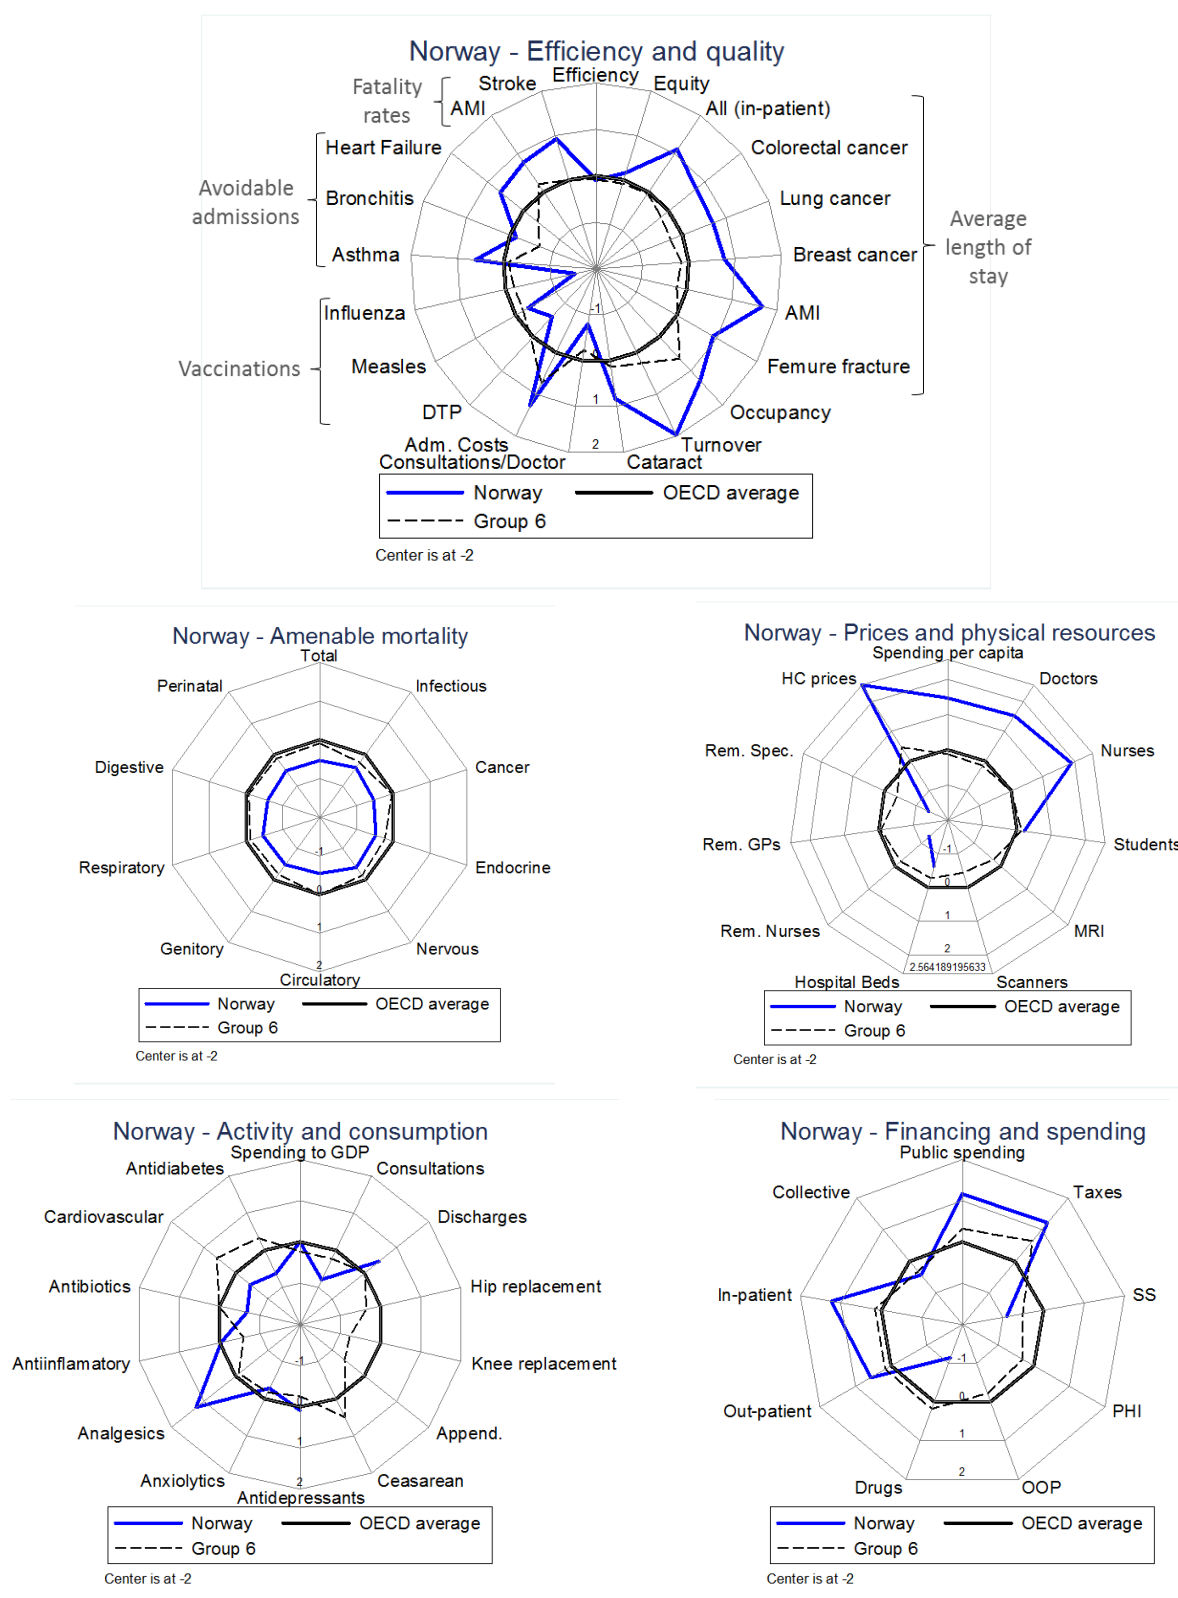 Norway - Efficiency and quality
Efficiency
Stroke
Equity
Fatality
rates
AMI
All (in-patient)
Heart Failure
Colorectal cancer
Avoidable
admissions
Bronchitis
Lung cancer
Average
length of
stay
Asthma
Breast cancer
Influenza
-1
AMI
Vaccinations
Measles
Femure fracture
DTP
1
Occupancy
Adm. Costs
2
Turnover
Consultations/Doctor
Cataract
Norway
OECD average
Group 6
Center is at -2
Norway - Amenable mortality
Total
Perinatal
Infectious
Digestive
Cancer
-1
Respiratory
Endocrine
0
Genitory
1
Nervous
2
Circulatory
Norway
OECD average
Group 6
Center is at -2
Norway - Prices and physical resources
Spending per capita
HC prices
Doctors
Rem. Spec.
Nurses
Rem. GPs
-1
Students
0
Rem. Nurses
1
MRI
2
2.564189195633
Hospital Beds
Scanners
Norway
OECD average
Group 6
Center is at -2
Norway - Activity and consumption
Spending to GDP
Antidiabetes
Consultations
Cardiovascular
Discharges
Antibiotics
Hip replacement
Antiinflamatory
-1
Knee replacement
0
Analgesics
1
Append.
Anxiolytics
2
Ceasarean
Antidepressants
Norway
OECD average
Group 6
Center is at -2
Norway - Financing and spending
Public spending
Collective
Taxes
In-patient
SS
-1
0
Out-patient
PHI
1
2
Drugs
OOP
Norway
OECD average
Group 6
Center is at -2